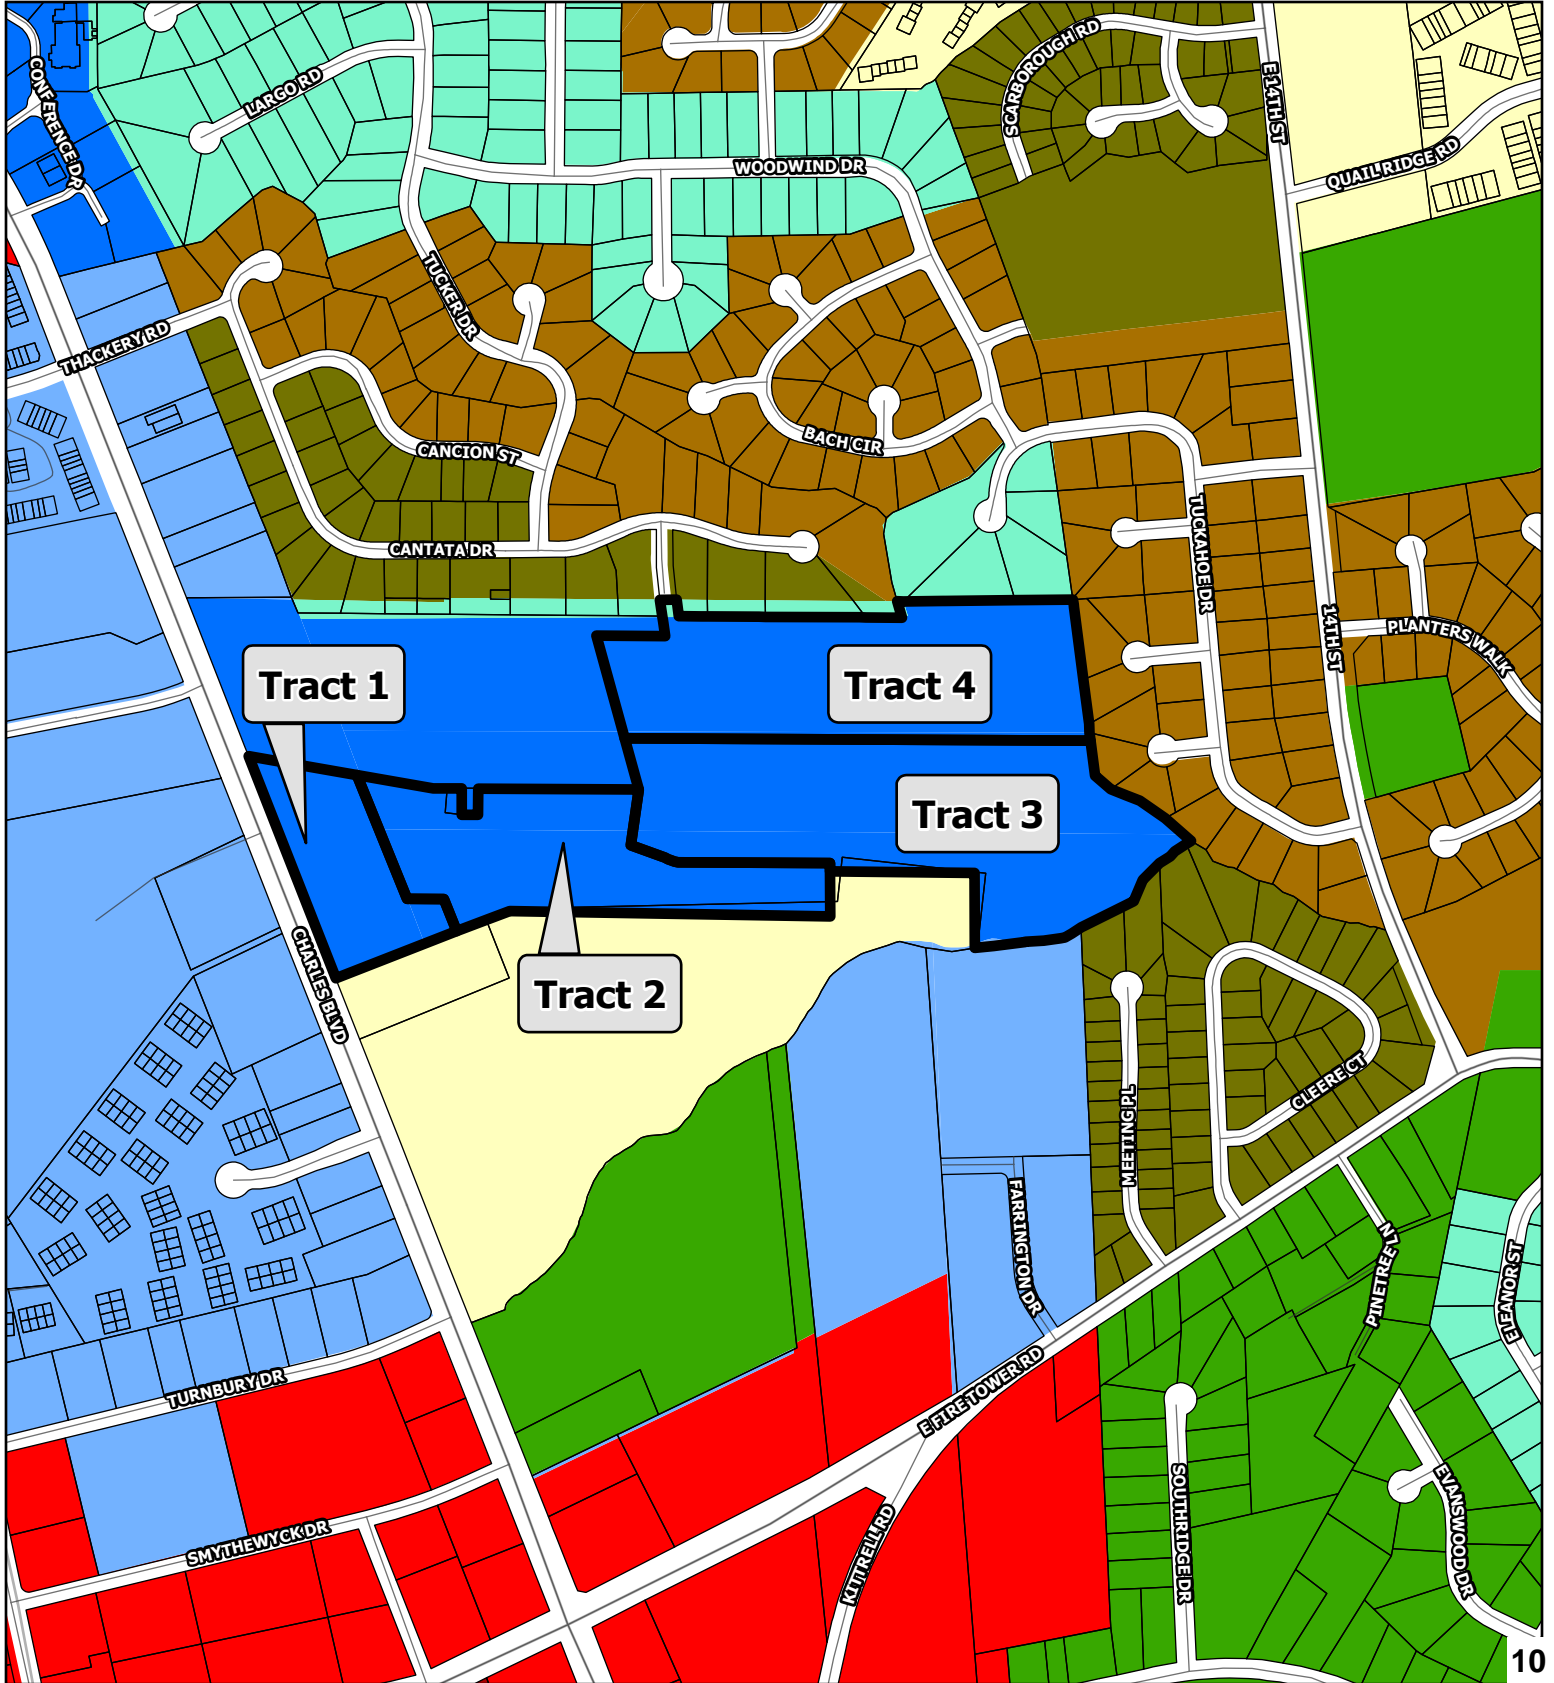 CONFERENCE DR
LARGO RD
SCARBOROUGH RD
E 14TH ST
WOODWIND DR
QUAIL RIDGE RD
TUCKER DR
THACKERY RD
CANCION ST
BACH CIR
CANTATA DR
TUCKAHOE DR
14TH ST
PLANTERS WALK
Tract 1
Tract 4
Tract 3
Tract 2
CHARLES BLVD
CLEERE CT
MEETING PL
FARRINGTON DR
PINETREE LN
ELEANOR ST
TURNBURY DR
E FIRE TOWER RD
SMYTHEWYCK DR
KITTRELL RD
SOUTHRIDGE DR
EVANSWOOD DR
10